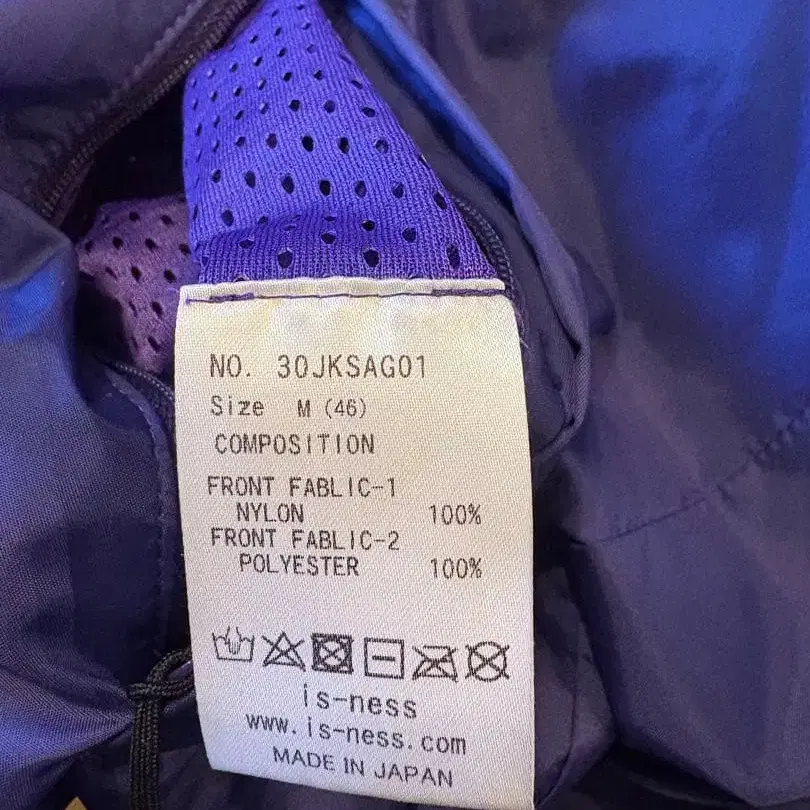 NO. 30JKSAG01
Size M (46)
COMPOSITION
FRONT FABLIC-1
NYLON 100%
FRONT FABLIC-2
POLYESTER 100%
is-ness
www.is-ness.com
MADE IN JAPAN